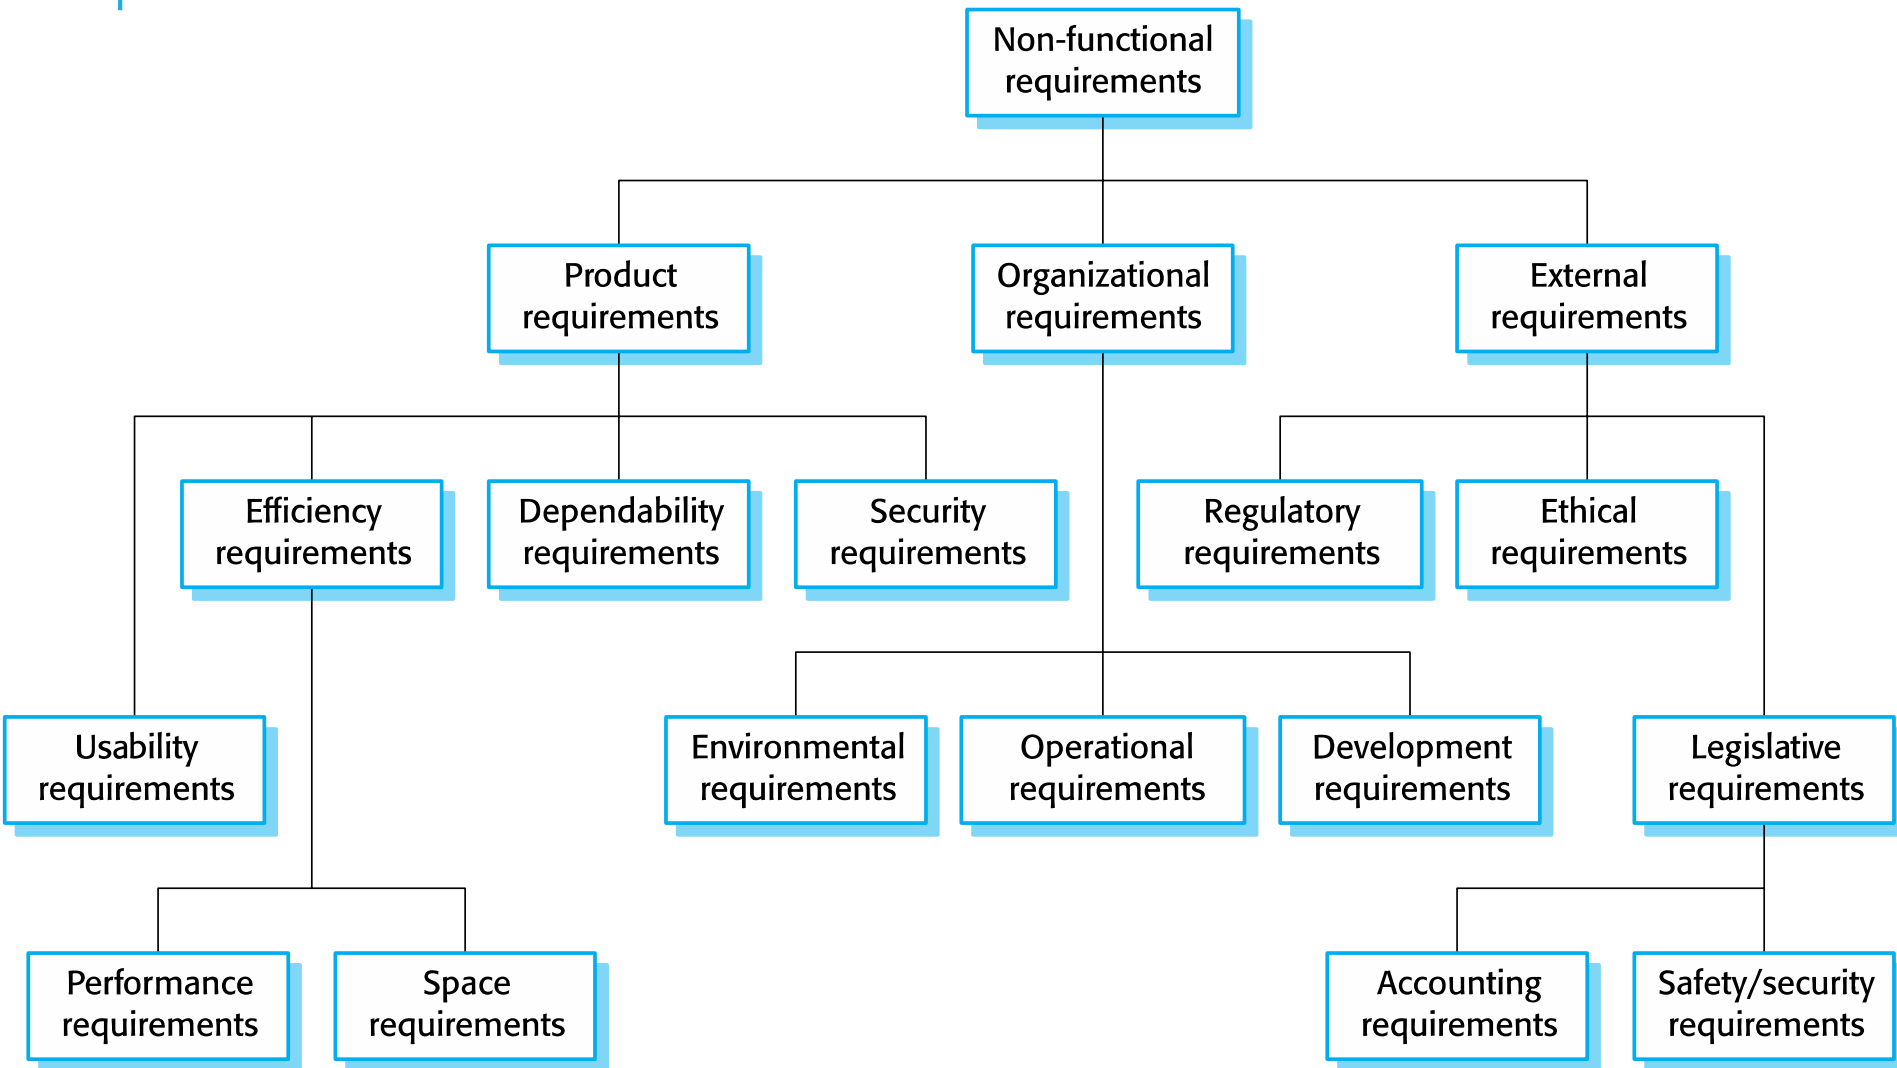 Non-functional
requirements
Product
requirements
Organizational
requirements
External
requirements
Efficiency
requirements
Dependability
requirements
Security
requirements
Regulatory
requirements
Ethical
requirements
Usability
requirements
Environmental
requirements
Operational
requirements
Development
requirements
Legislative
requirements
Performance
requirements
Space
requirements
Accounting
requirements
Safety/security
requirements